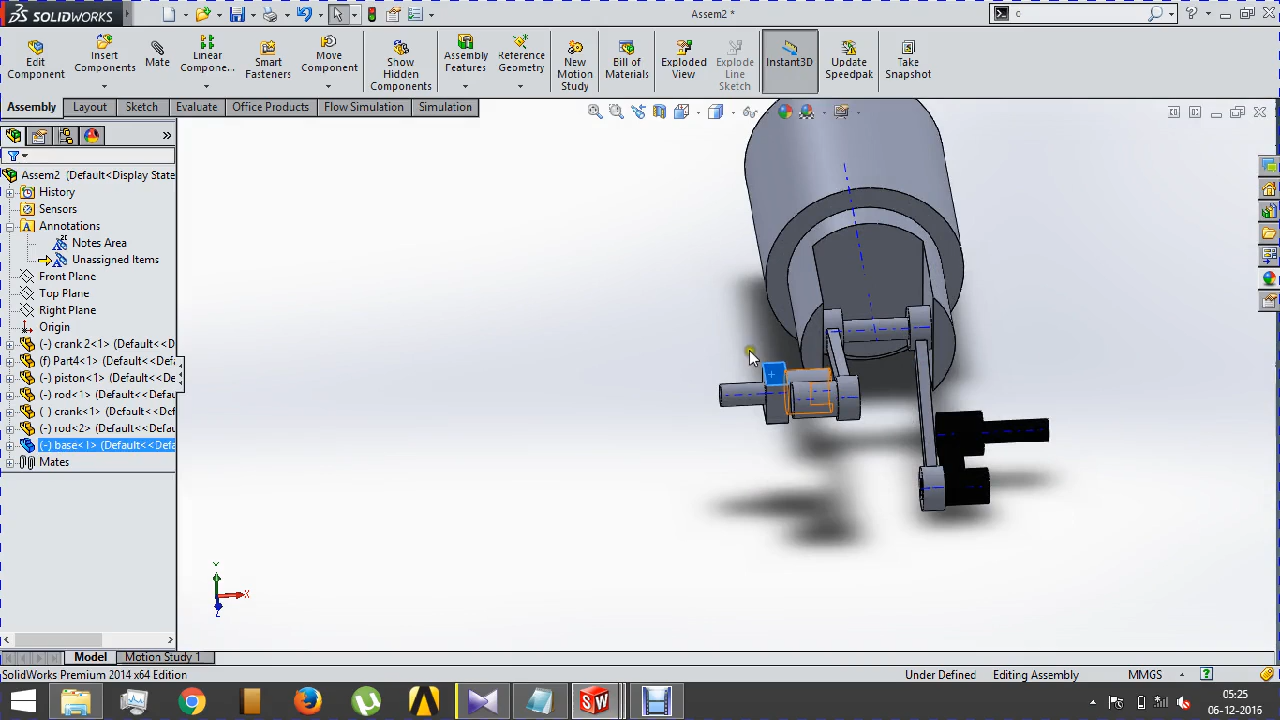 SOLIDWORKS
Assem2 *
c
Edit Component
Insert Components
Mate
Linear Componen...
Smart Fasteners
Move Component
Show Hidden Components
Assembly Features
Reference Geometry
New Motion Study
Bill of Materials
Exploded View
Explode Line Sketch
Instant3D
Update Speedpak
Take Snapshot
Assembly
Layout
Sketch
Evaluate
Office Products
Flow Simulation
Simulation
Assem2 (Default<Display State
History
Sensors
Annotations
Notes Area
Unassigned Items
Front Plane
Top Plane
Right Plane
Origin
(-) crank2<1> (Default<<D
(f) Part4<1> (Default<<Def
(-) piston<1> (Default<<De
(-) rod<1> (Default<<Defa
(-) crank<1> (Default<<De
(-) rod<2> (Default<<Defa
(-) base<1> (Default<<Defa
Mates
Y
X
Z
Model
Motion Study 1
SolidWorks Premium 2014 x64 Edition
Under Defined
Editing Assembly
MMGS
05:25
06-12-2016